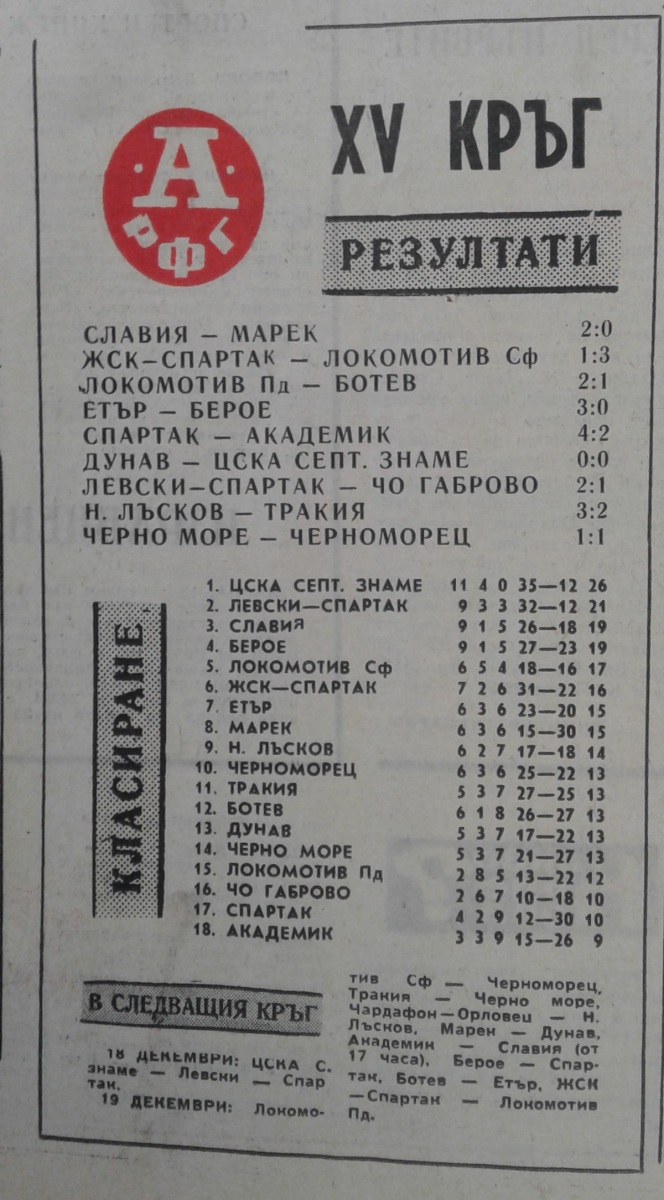 А
РФГ
XV КРЪГ
РЕЗУЛТАТИ
СЛАВИЯ — МАРЕК 2:0
ЖСК–СПАРТАК — ЛОКОМОТИВ Сф 1:3
ЛОКОМОТИВ Пд — БОТЕВ 2:1
ЕТЪР — БЕРОЕ 3:0
СПАРТАК — АКАДЕМИК 4:2
ДУНАВ — ЦСКА СЕПТ. ЗНАМЕ 0:0
ЛЕВСКИ–СПАРТАК — ЧО ГАБРОВО 2:1
Н. ЛЪСКОВ — ТРАКИЯ 3:2
ЧЕРНО МОРЕ — ЧЕРНОМОРЕЦ 1:1
КЛАСИРАНЕ
1. ЦСКА СЕПТ. ЗНАМЕ 11 4 0 35—12 26
2. ЛЕВСКИ—СПАРТАК 9 3 3 32—12 21
3. СЛАВИЯ 9 1 5 26—18 19
4. БЕРОЕ 9 1 5 27—23 19
5. ЛОКОМОТИВ Сф 6 5 4 18—16 17
6. ЖСК—СПАРТАК 7 2 6 31—22 16
7. ЕТЪР 6 3 6 23—20 15
8. МАРЕК 6 3 6 15—30 15
9. Н. ЛЪСКОВ 6 2 7 17—18 14
10. ЧЕРНОМОРЕЦ 6 3 6 25—22 13
11. ТРАКИЯ 5 3 7 27—25 13
12. БОТЕВ 6 1 8 26—27 13
13. ДУНАВ 5 3 7 17—22 13
14. ЧЕРНО МОРЕ 5 3 7 21—27 13
15. ЛОКОМОТИВ Пд 2 8 5 13—22 12
16. ЧО ГАБРОВО 2 6 7 10—18 10
17. СПАРТАК 4 2 9 12—30 10
18. АКАДЕМИК 3 3 9 15—26 9
В СЛЕДВАЩИЯ КРЪГ
18 ДЕКЕМВРИ: ЦСКА С.
знаме — Левски — Спар
так.
19 ДЕКЕМВРИ: Локомо-
тив Сф — Черноморец,
Тракия — Черно море,
Чардафон—Орловец — Н.
Лъсков, Марен — Дунав,
Академин — Славия (от
17 часа), Берое — Спар-
так, Ботев — Етър, ЖСК
—Спартак — Локомотив
Пд.